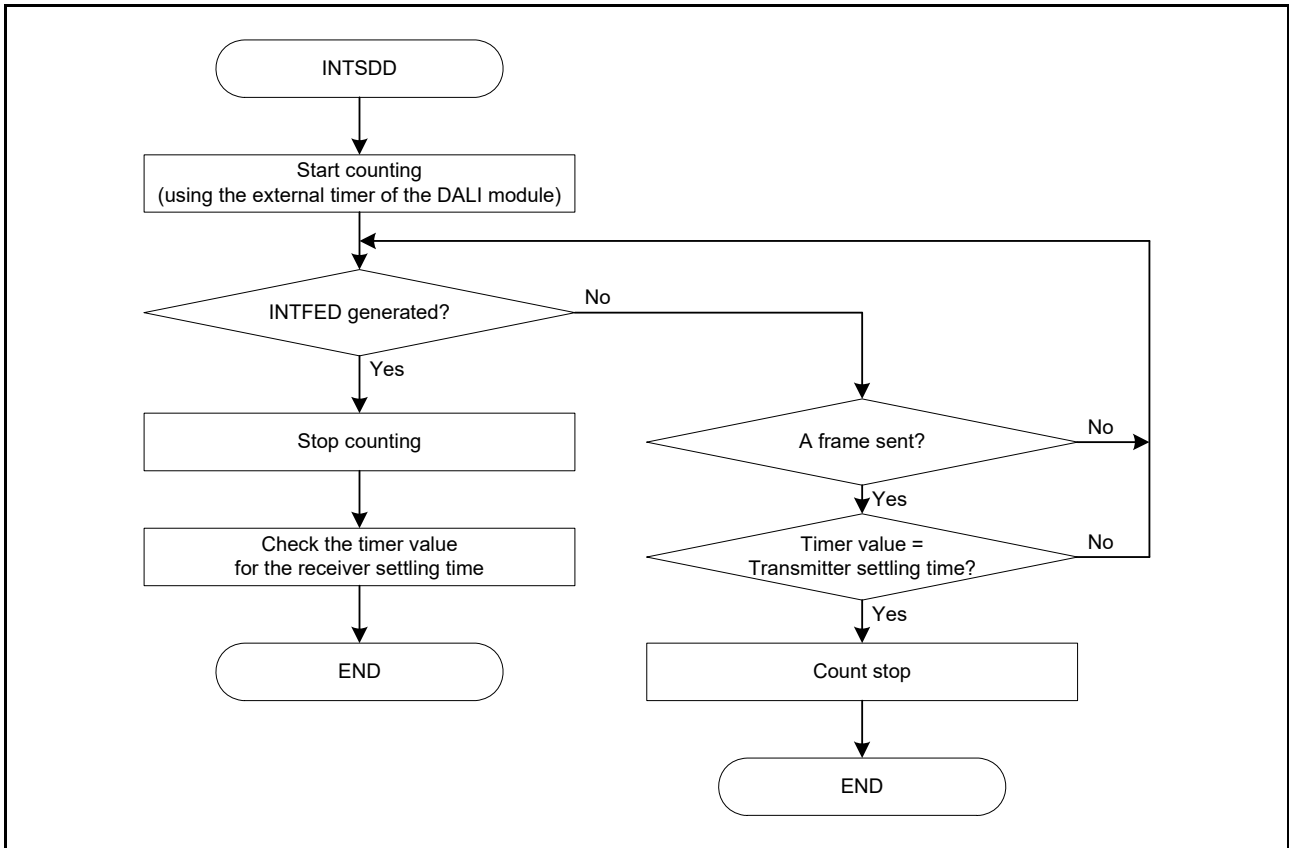 INTSDD
Start counting
(using the external timer of the DALI module)
INTFED generated?
No
Yes
Stop counting
A frame sent?
No
Yes
Check the timer value
for the receiver settling time
Timer value =
Transmitter settling time?
No
Yes
END
Count stop
END